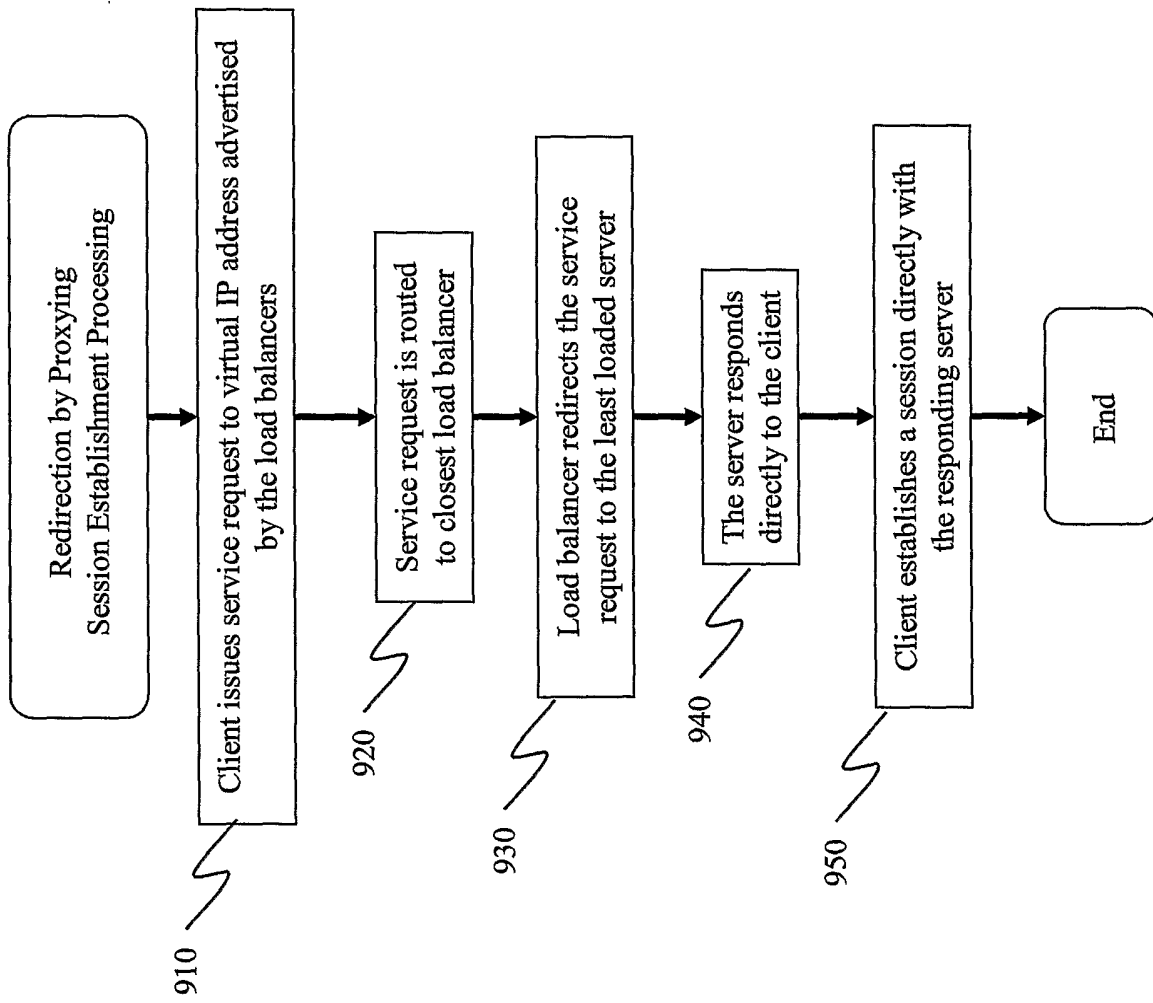 Redirection by Proxying
Session Establishment Processing
910
Client issues service request to virtual IP address advertised
by the load balancers
920
Service request is routed
to closest load balancer
930
Load balancer redirects the service
request to the least loaded server
940
The server responds
directly to the client
950
Client establishes a session directly with
the responding server
End